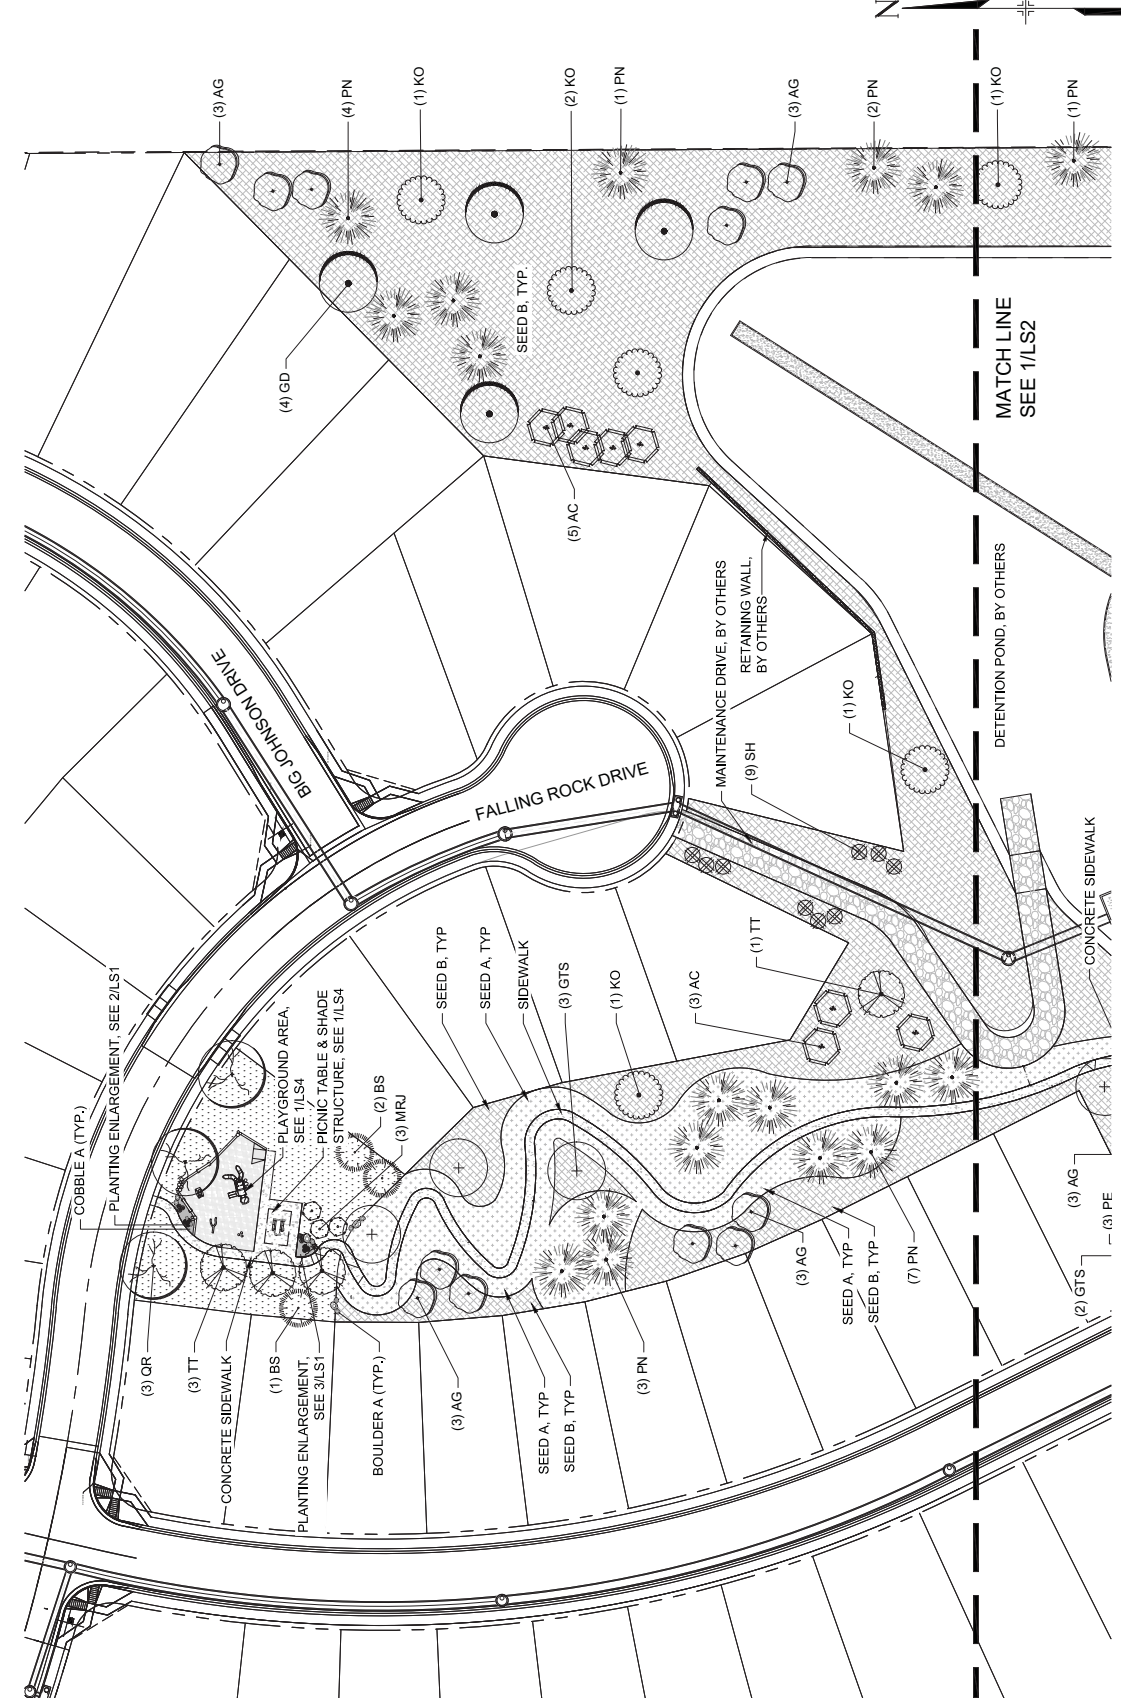 N
(3) AG
(4) PN
(1) KO
(2) KO
(1) PN
(3) AG
(2) PN
(1) KO
(1) PN
(4) GD
SEED B, TYP.
(5) AC
MATCH LINE
SEE 1/LS2
BIG JOHNSON DRIVE
FALLING ROCK DRIVE
MAINTENANCE DRIVE, BY OTHERS
RETAINING WALL,
BY OTHERS
(9) SH
(1) KO
DETENTION POND, BY OTHERS
CONCRETE SIDEWALK
COBBLE A (TYP.)
PLANTING ENLARGEMENT, SEE 2/LS1
PLAYGROUND AREA,
SEE 1/LS4
PICNIC TABLE & SHADE
STRUCTURE, SEE 1/LS4
(2) BS
(3) MRJ
SEED B, TYP
SEED A, TYP
SIDEWALK
(3) GTS
(1) KO
(3) AC
(1) TT
(3) QR
(3) TT
CONCRETE SIDEWALK
(1) BS
PLANTING ENLARGEMENT,
SEE 3/LS1
BOULDER A (TYP.)
(3) AG
SEED A, TYP
SEED B, TYP
(3) PN
(3) AG
SEED A, TYP
SEED B, TYP
(7) PN
(3) AG
(2) GTS
(3) PE